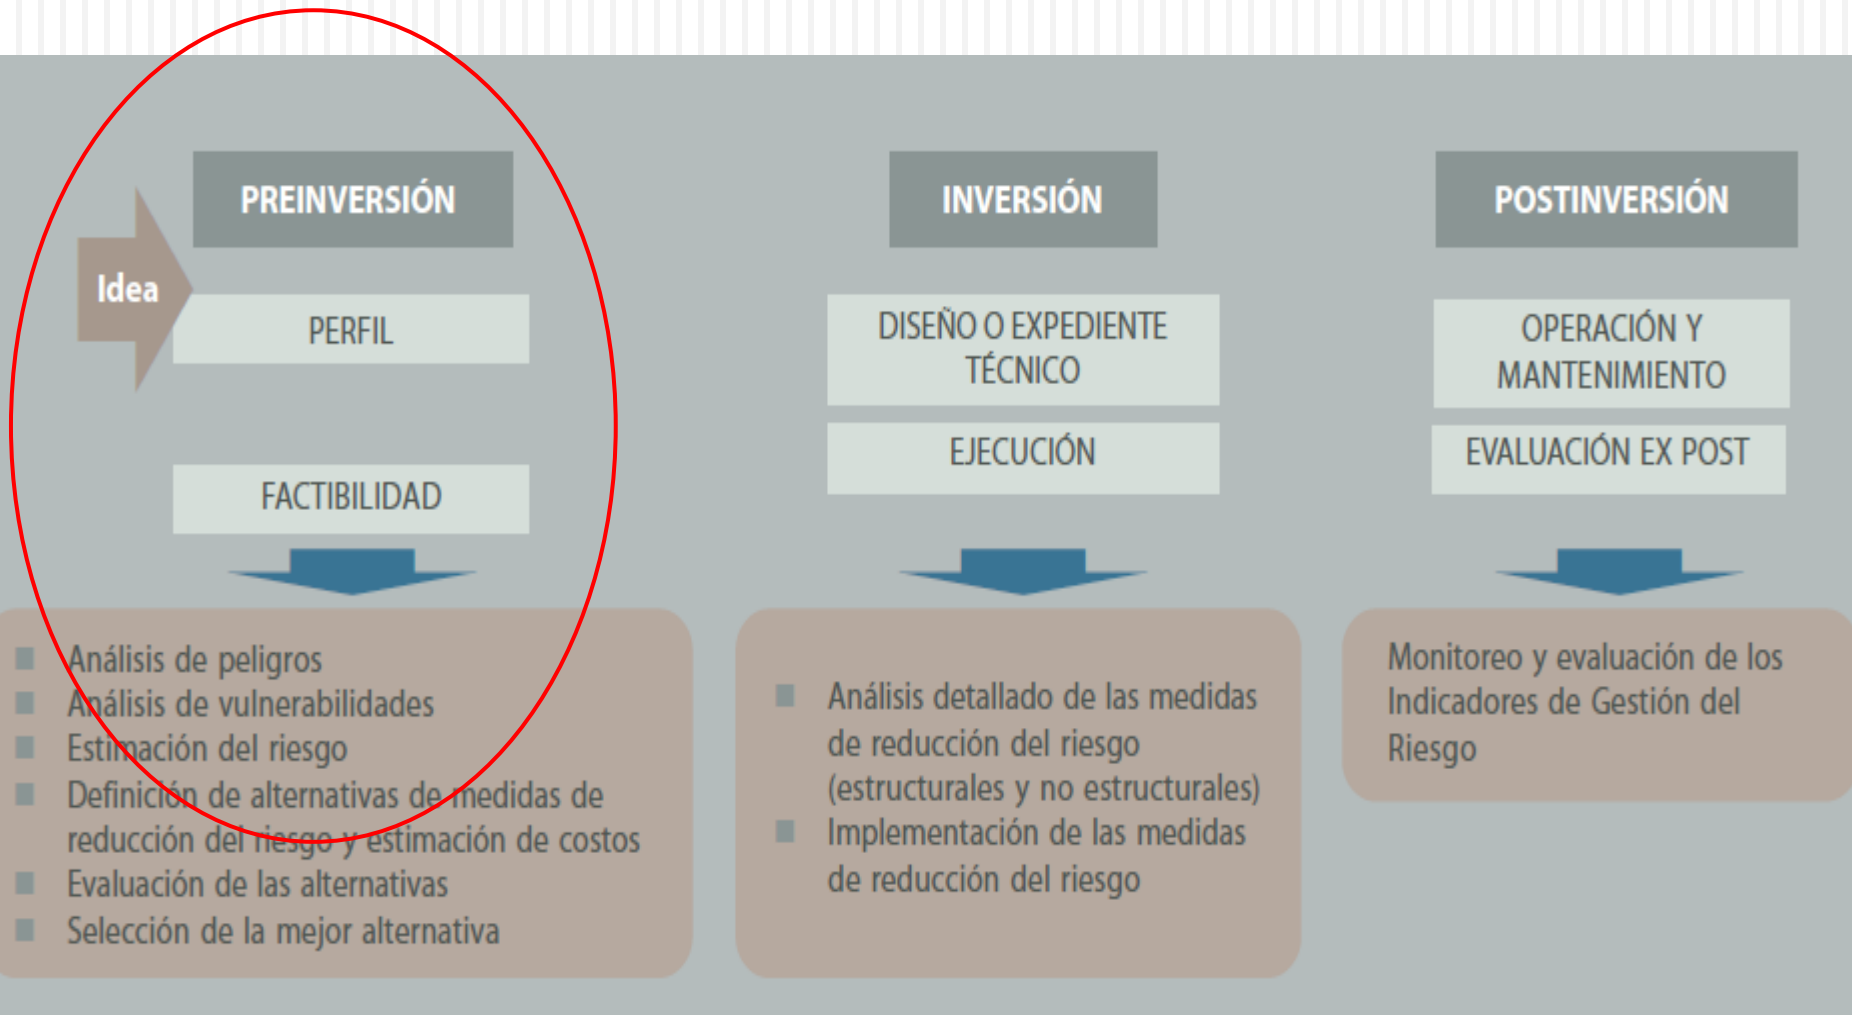 PREINVERSIÓN
Idea
PERFIL
FACTIBILIDAD
Análisis de peligros
Análisis de vulnerabilidades
Estimación del riesgo
Definición de alternativas de medidas de
reducción del riesgo y estimación de costos
Evaluación de las alternativas
Selección de la mejor alternativa
INVERSIÓN
DISEÑO O EXPEDIENTE
TÉCNICO
EJECUCIÓN
Análisis detallado de las medidas
de reducción del riesgo
(estructurales y no estructurales)
Implementación de las medidas
de reducción del riesgo
POSTINVERSIÓN
OPERACIÓN Y
MANTENIMIENTO
EVALUACIÓN EX POST
Monitoreo y evaluación de los
Indicadores de Gestión del
Riesgo